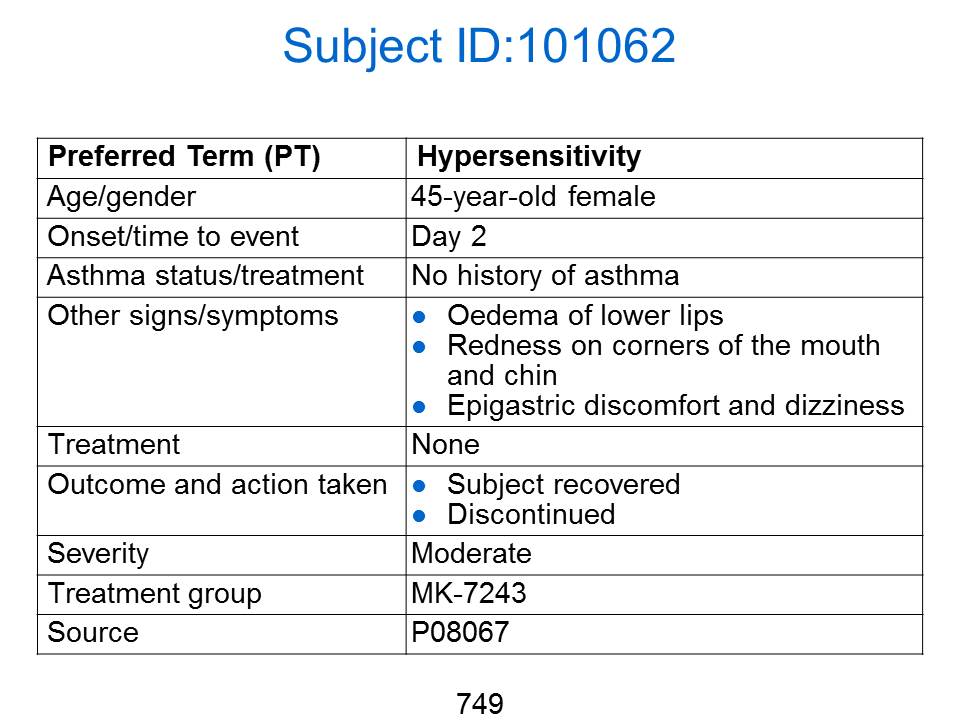 Subject ID:101062
Preferred Term (PT) Hypersensitivity
Age/gender 45-year-old female
Onset/time to event Day 2
Asthma status/treatment No history of asthma
Other signs/symptoms ● Oedema of lower lips
● Redness on corners of the mouth
and chin
● Epigastric discomfort and dizziness
Treatment None
Outcome and action taken ● Subject recovered
● Discontinued
Severity Moderate
Treatment group MK-7243
Source P08067
749